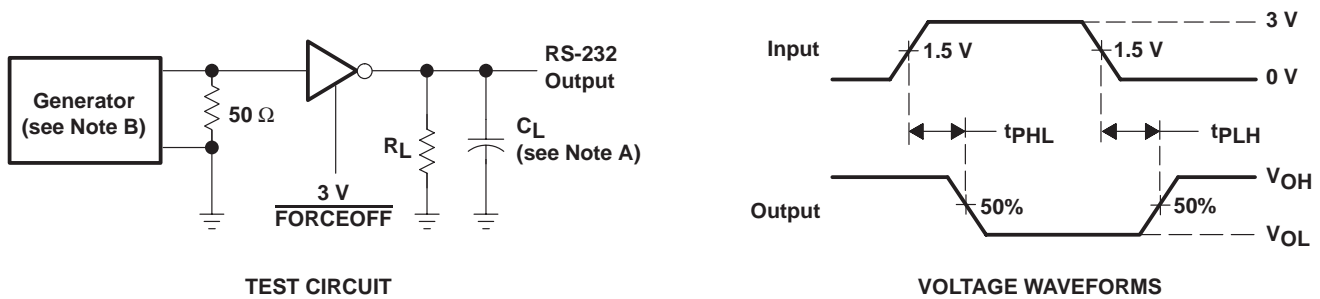 Generator
(see Note B)
50 Ω
3 V
FORCEOFF
RS-232
Output
RL
CL
(see Note A)
TEST CIRCUIT
Input
1.5 V
1.5 V
3 V
0 V
tPHL
tPLH
Output
50%
50%
VOH
VOL
VOLTAGE WAVEFORMS